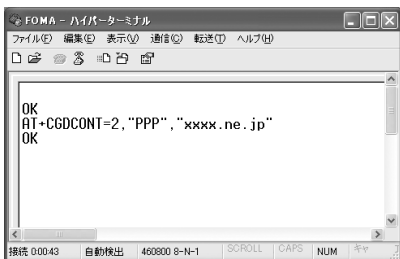 FOMA - ハイパーターミナル
ファイル(F) 編集(E) 表示(V) 通信(C) 転送(T) ヘルプ(H)
OK
AT+CGDCONT=2,"PPP","xxxx.ne.jp"
OK
接続 0:00:43 自動検出 460800 8-N-1 SCROLL CAPS NUM キャ